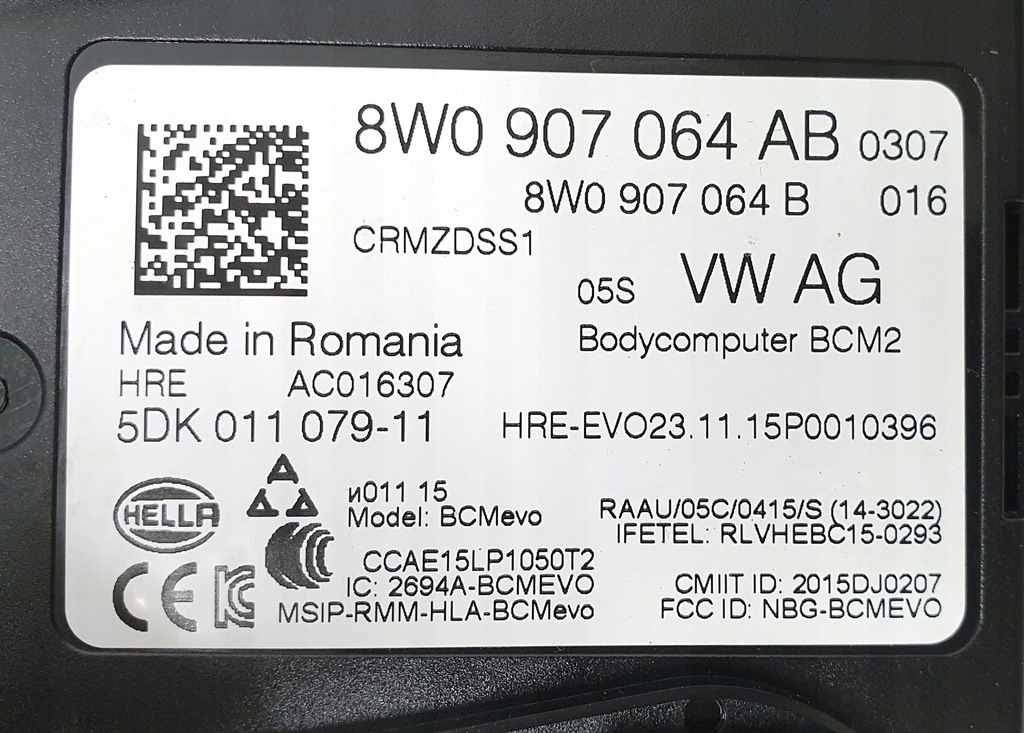 8W0 907 064 AB 0307
8W0 907 064 B 016
CRMZDSS1
05S VW AG
Made in Romania
Bodycomputer BCM2
HRE AC016307
5DK 011 079-11
HRE-EVO23.11.15P0010396
HELLA
и011 15
Model: BCMevo
RAAU/05C/0415/S (14-3022)
IFETEL: RLVHEBC15-0293
CCAE15LP1050T2
IC: 2694A-BCMEVO
MSIP-RMM-HLA-BCMevo
CMIIT ID: 2015DJ0207
FCC ID: NBG-BCMEVO
CE